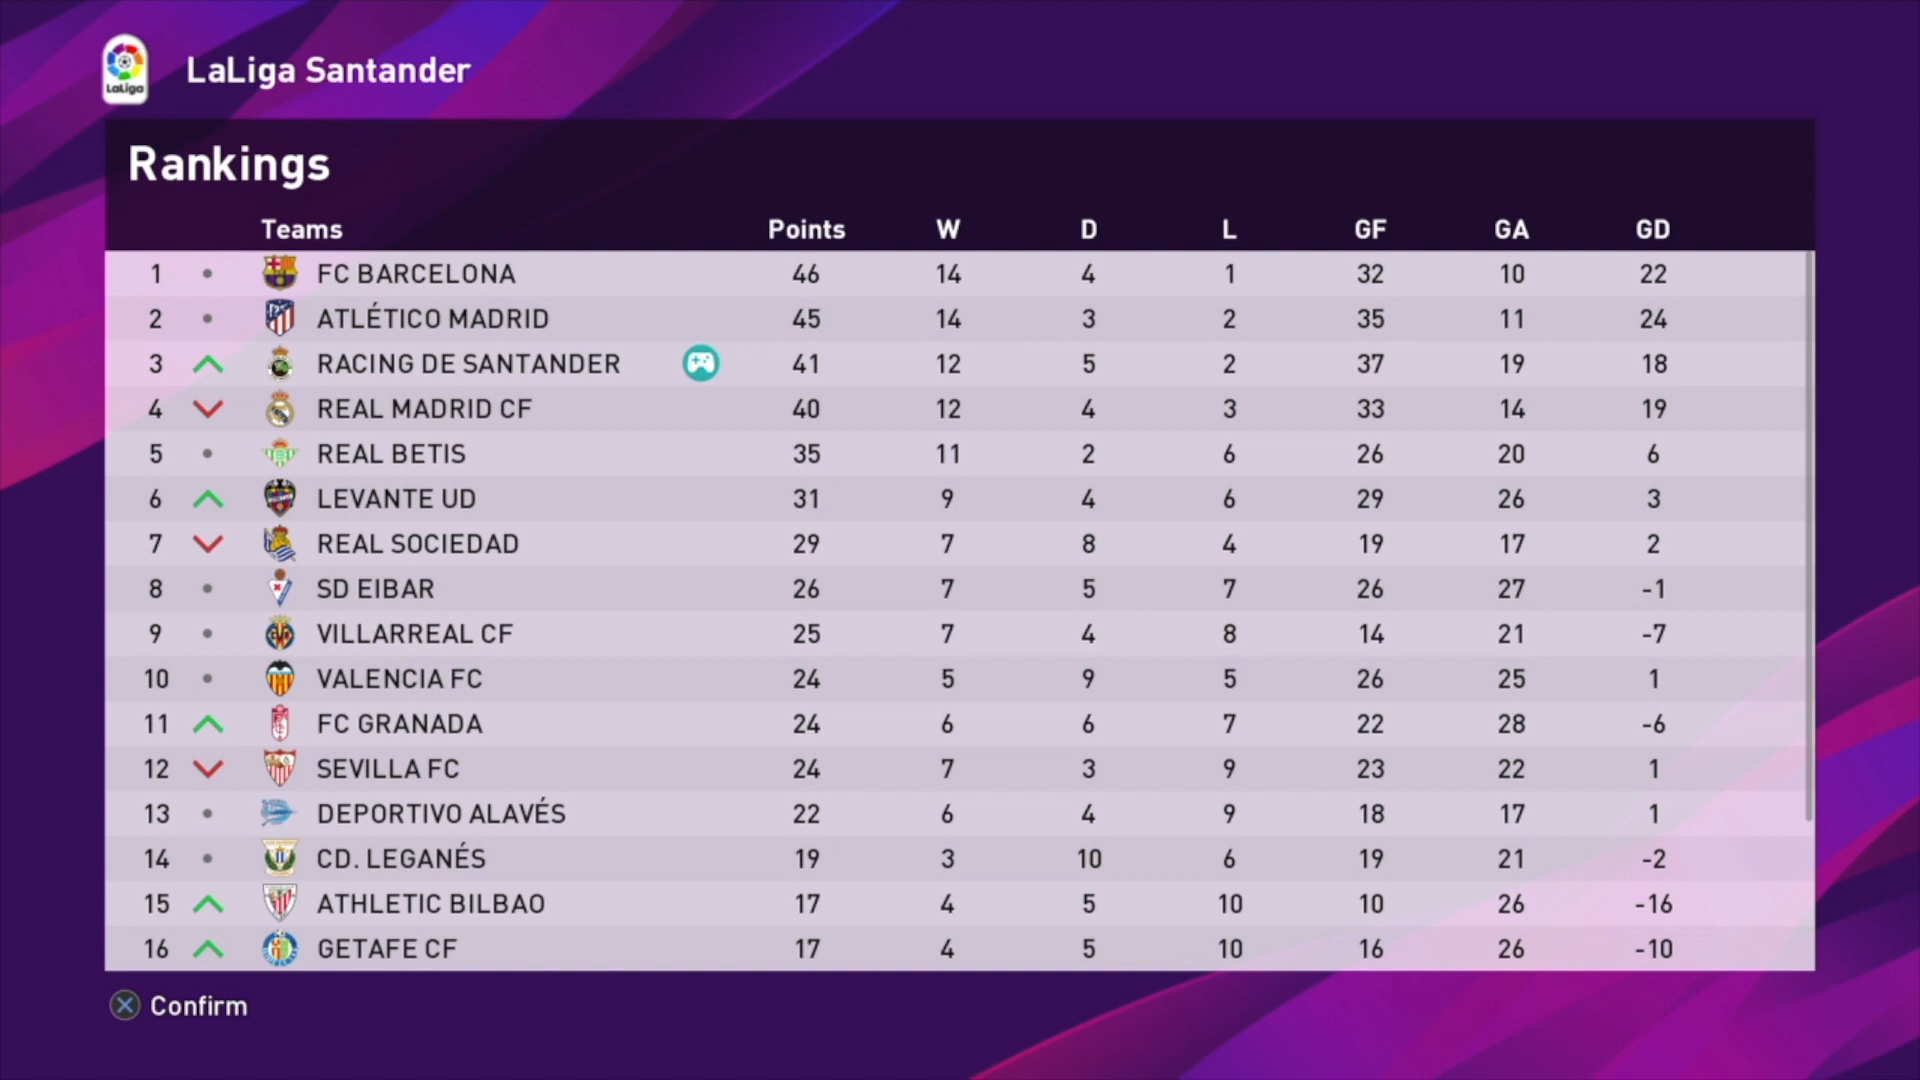 LaLiga
LaLiga Santander
Rankings
Teams Points W D L GF GA GD
1 FC BARCELONA 46 14 4 1 32 10 22
2 ATLÉTICO MADRID 45 14 3 2 35 11 24
3 RACING DE SANTANDER 41 12 5 2 37 19 18
4 REAL MADRID CF 40 12 4 3 33 14 19
5 REAL BETIS 35 11 2 6 26 20 6
6 LEVANTE UD 31 9 4 6 29 26 3
7 REAL SOCIEDAD 29 7 8 4 19 17 2
8 SD EIBAR 26 7 5 7 26 27 -1
9 VILLARREAL CF 25 7 4 8 14 21 -7
10 VALENCIA FC 24 5 9 5 26 25 1
11 FC GRANADA 24 6 6 7 22 28 -6
12 SEVILLA FC 24 7 3 9 23 22 1
13 DEPORTIVO ALAVÉS 22 6 4 9 18 17 1
14 CD. LEGANÉS 19 3 10 6 19 21 -2
15 ATHLETIC BILBAO 17 4 5 10 10 26 -16
16 GETAFE CF 17 4 5 10 16 26 -10
Confirm